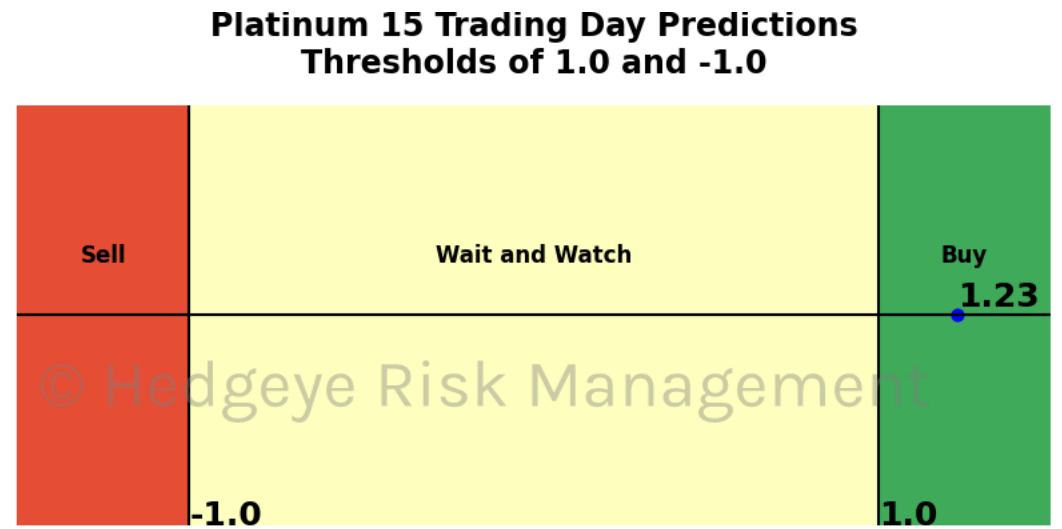 Platinum 15 Trading Day Predictions
Thresholds of 1.0 and -1.0
Sell
Wait and Watch
Buy
1.23
© Hedgeye Risk Management
-1.0
1.0